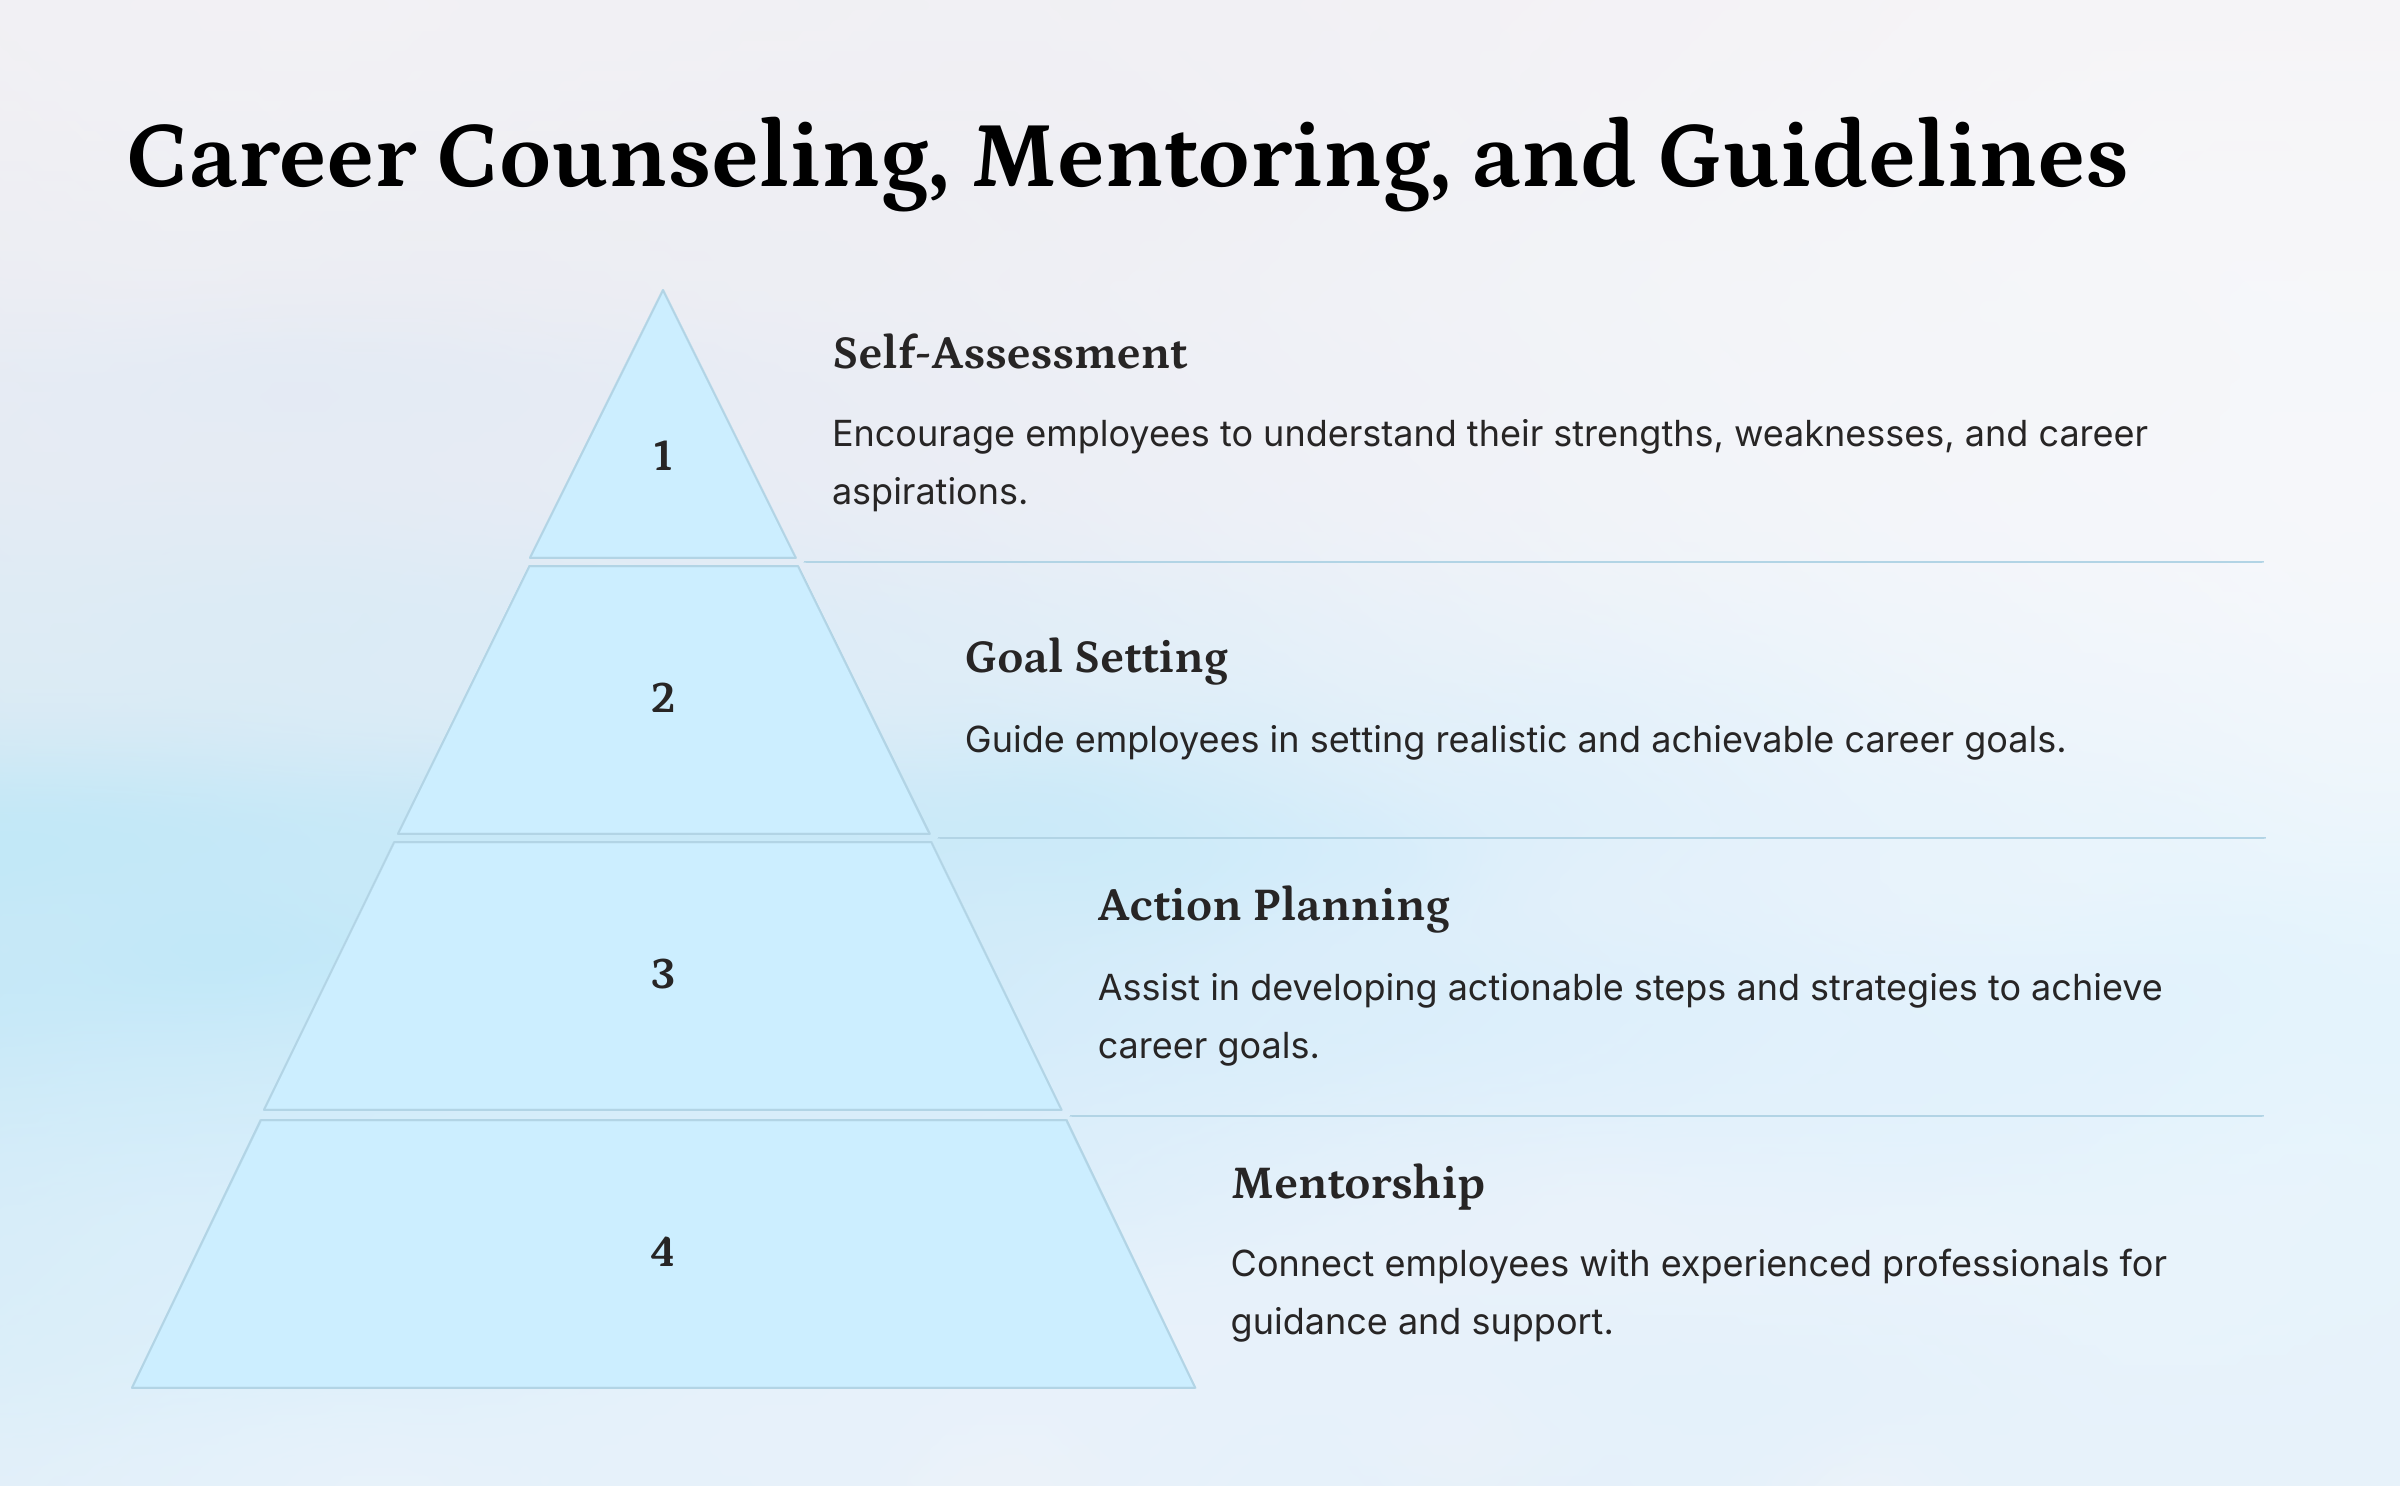 Career Counseling, Mentoring, and Guidelines
1
Self-Assessment
Encourage employees to understand their strengths, weaknesses, and career
aspirations.
2
Goal Setting
Guide employees in setting realistic and achievable career goals.
3
Action Planning
Assist in developing actionable steps and strategies to achieve
career goals.
4
Mentorship
Connect employees with experienced professionals for
guidance and support.